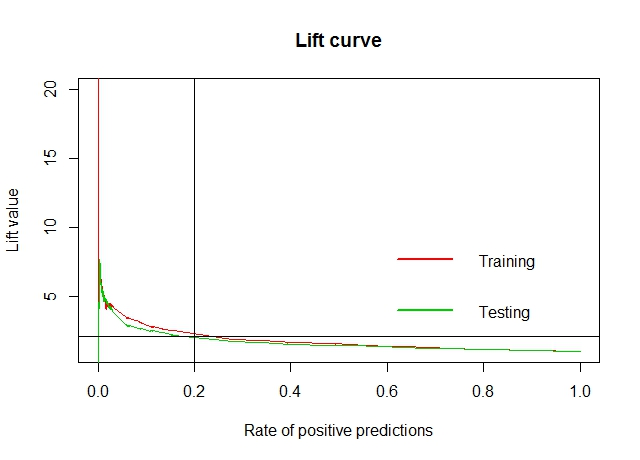 Lift curve
20
15
10
5
Lift value
Training
Testing
0.0 0.2 0.4 0.6 0.8 1.0
Rate of positive predictions